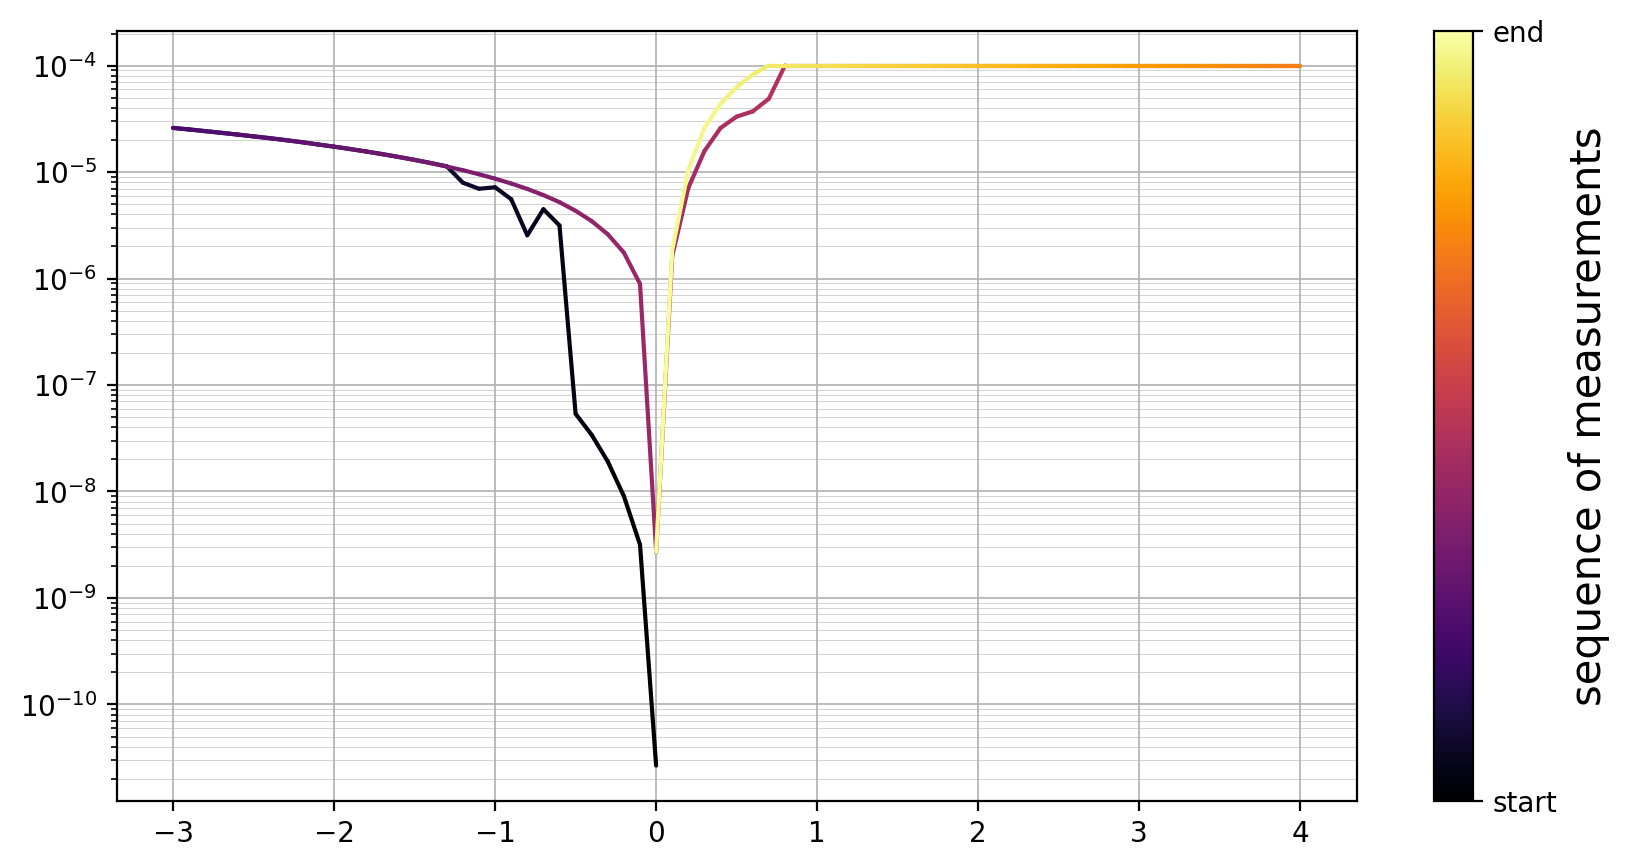 10⁻⁴
10⁻⁵
10⁻⁶
10⁻⁷
10⁻⁸
10⁻⁹
10⁻¹⁰
−3 −2 −1 0 1 2 3 4
end
start
sequence of measurements